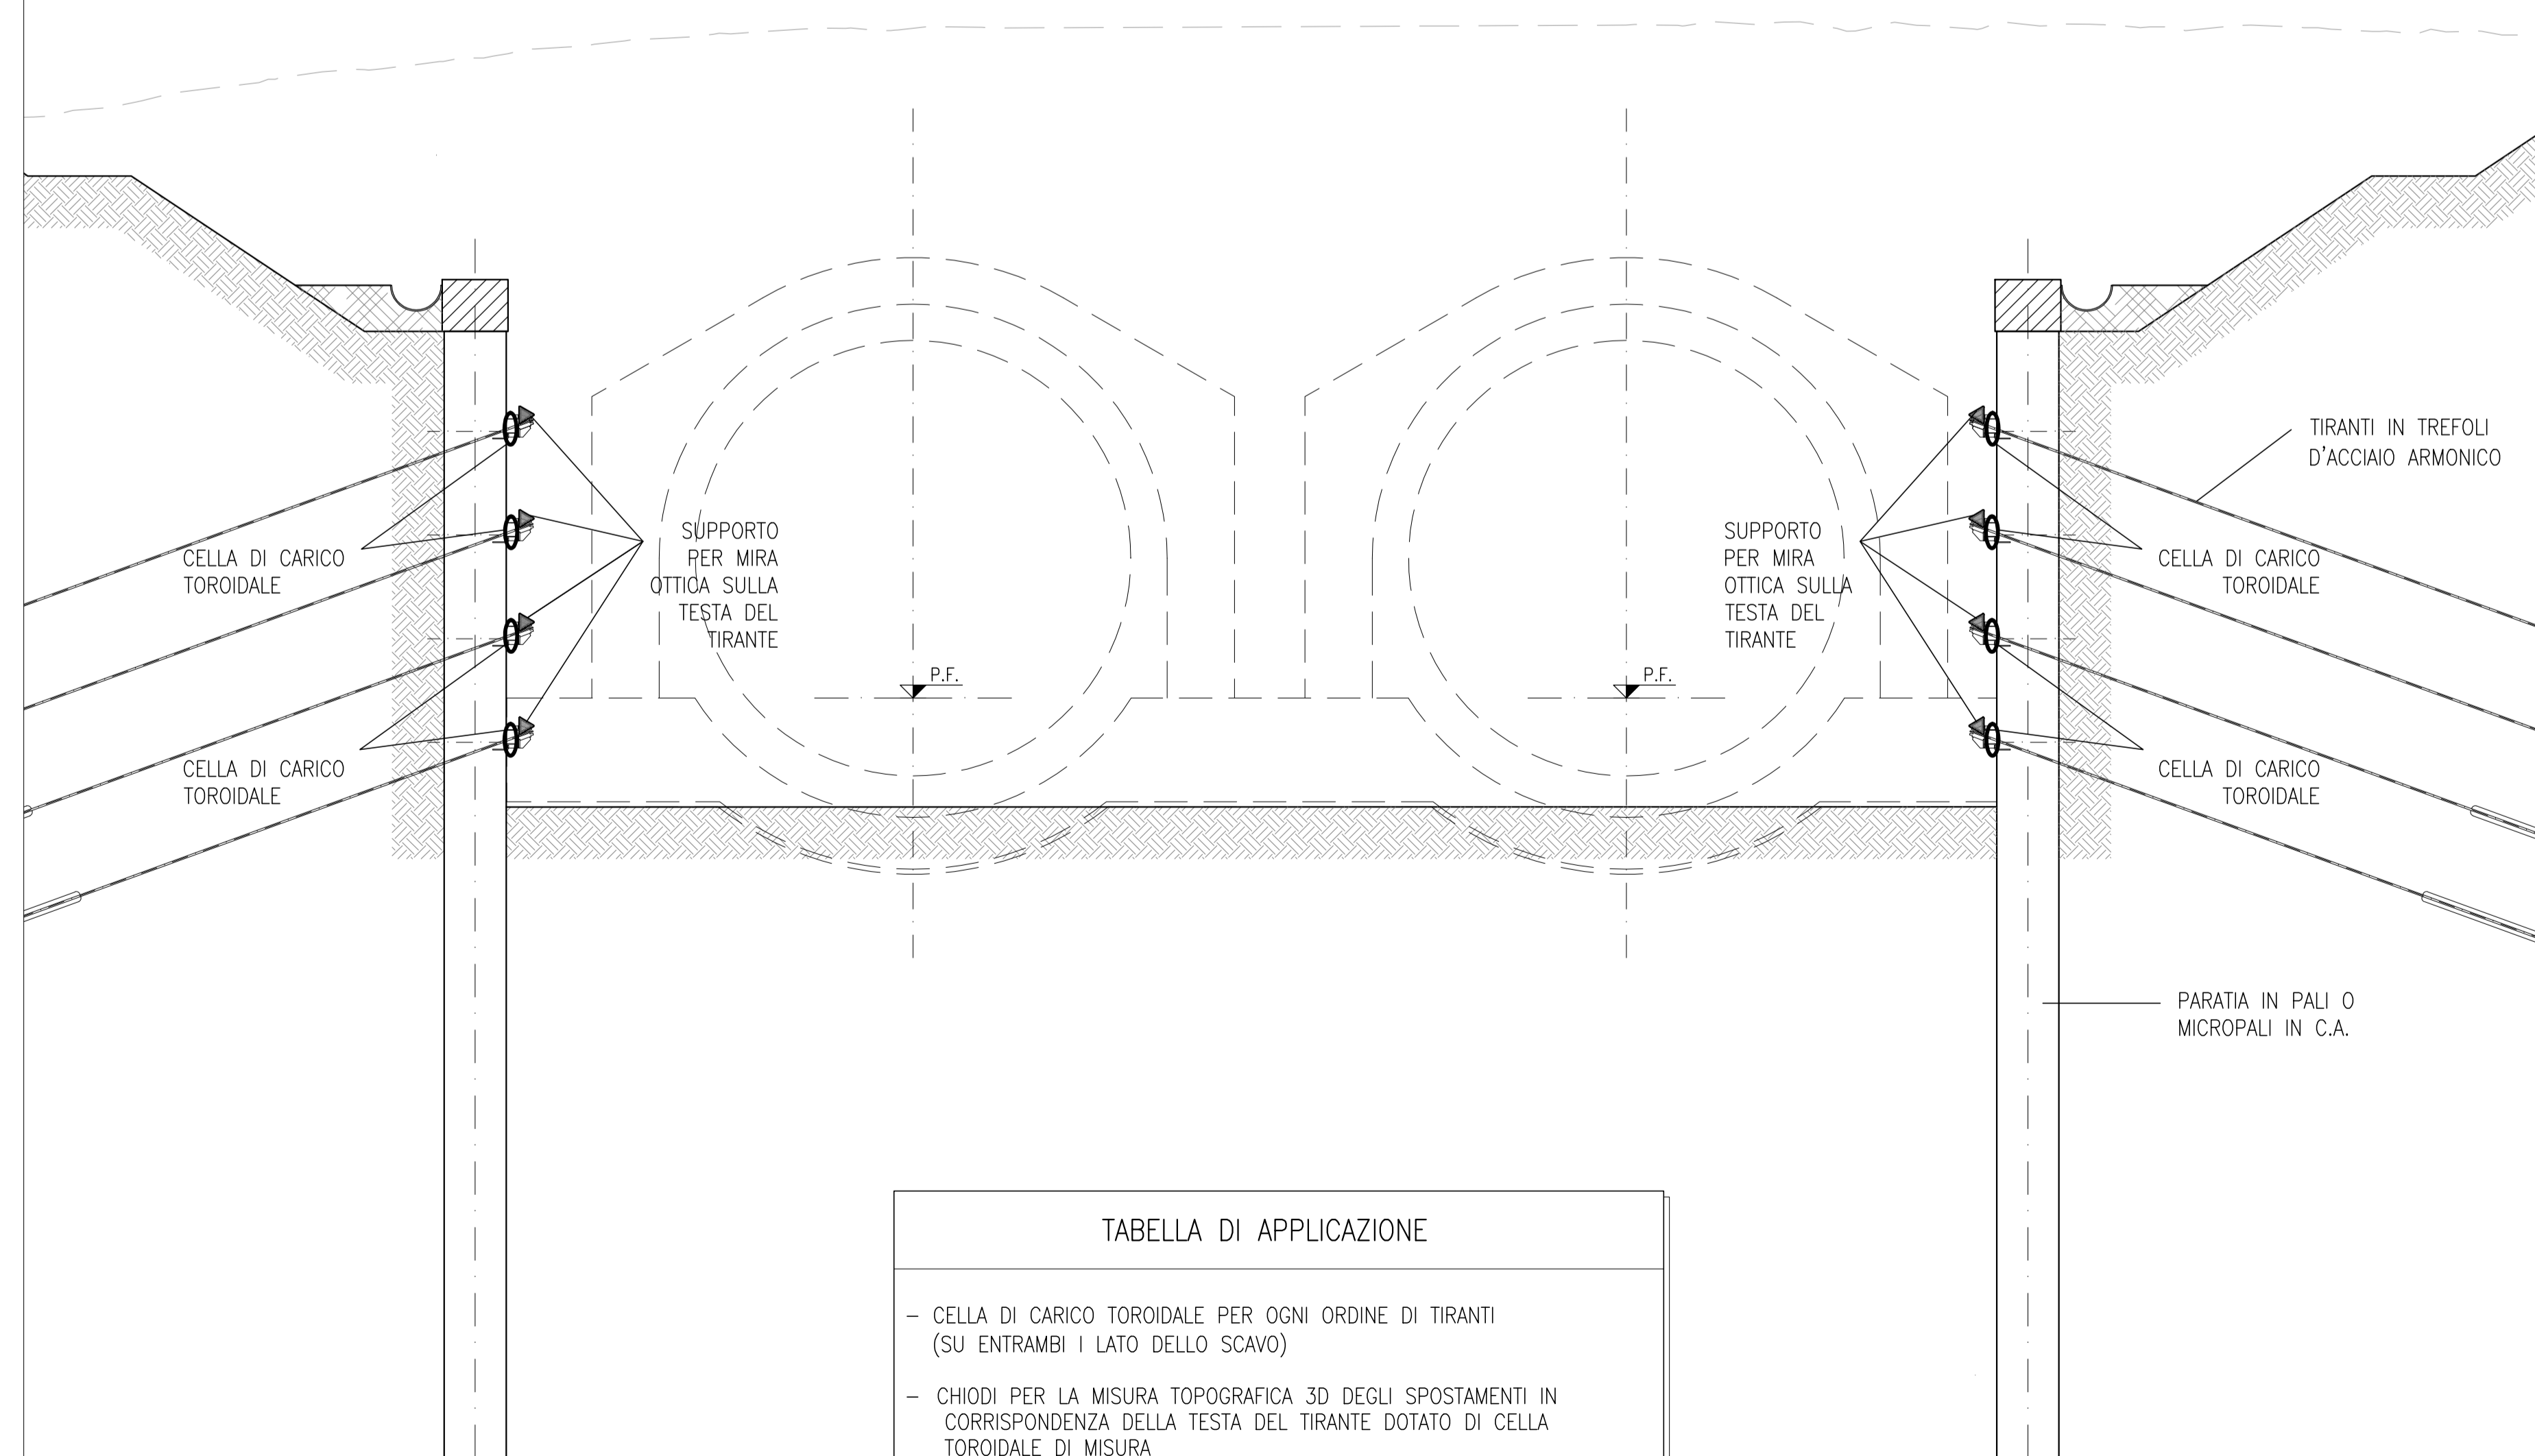 TIRANTI IN TREFOLI
D'ACCIAIO ARMONICO
CELLA DI CARICO
TOROIDALE
SUPPORTO
PER MIRA
OTTICA SULLA
TESTA DEL
TIRANTE
SUPPORTO
PER MIRA
OTTICA SULLA
TESTA DEL
TIRANTE
CELLA DI CARICO
TOROIDALE
P.F.
P.F.
CELLA DI CARICO
TOROIDALE
CELLA DI CARICO
TOROIDALE
PARATIA IN PALI O
MICROPALI IN C.A.
TABELLA DI APPLICAZIONE
– CELLA DI CARICO TOROIDALE PER OGNI ORDINE DI TIRANTI
(SU ENTRAMBI I LATO DELLO SCAVO)
– CHIODI PER LA MISURA TOPOGRAFICA 3D DEGLI SPOSTAMENTI IN
CORRISPONDENZA DELLA TESTA DEL TIRANTE DOTATO DI CELLA
TOROIDALE DI MISURA